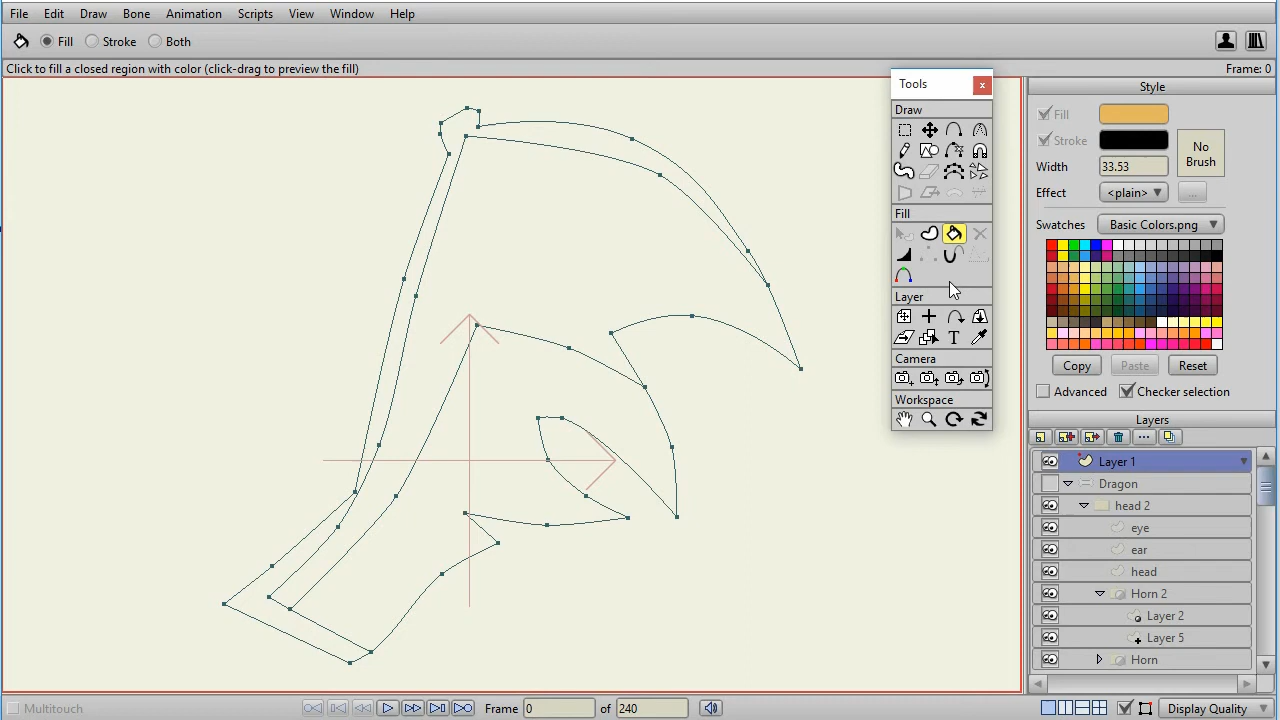 File Edit Draw Bone Animation Scripts View Window Help
Fill Stroke Both
Click to fill a closed region with color (click-drag to preview the fill) Frame: 0
Tools
Draw
Fill
Layer
T
Camera
Workspace
Style
Fill
Stroke
No Brush
Width 33.53
Effect <plain> ...
Swatches Basic Colors.png
Copy Paste Reset
Advanced Checker selection
Layers
Layer 1
Dragon
head 2
eye
ear
head
Horn 2
Layer 2
Layer 5
Horn
Multitouch Frame 0 of 240 Display Quality